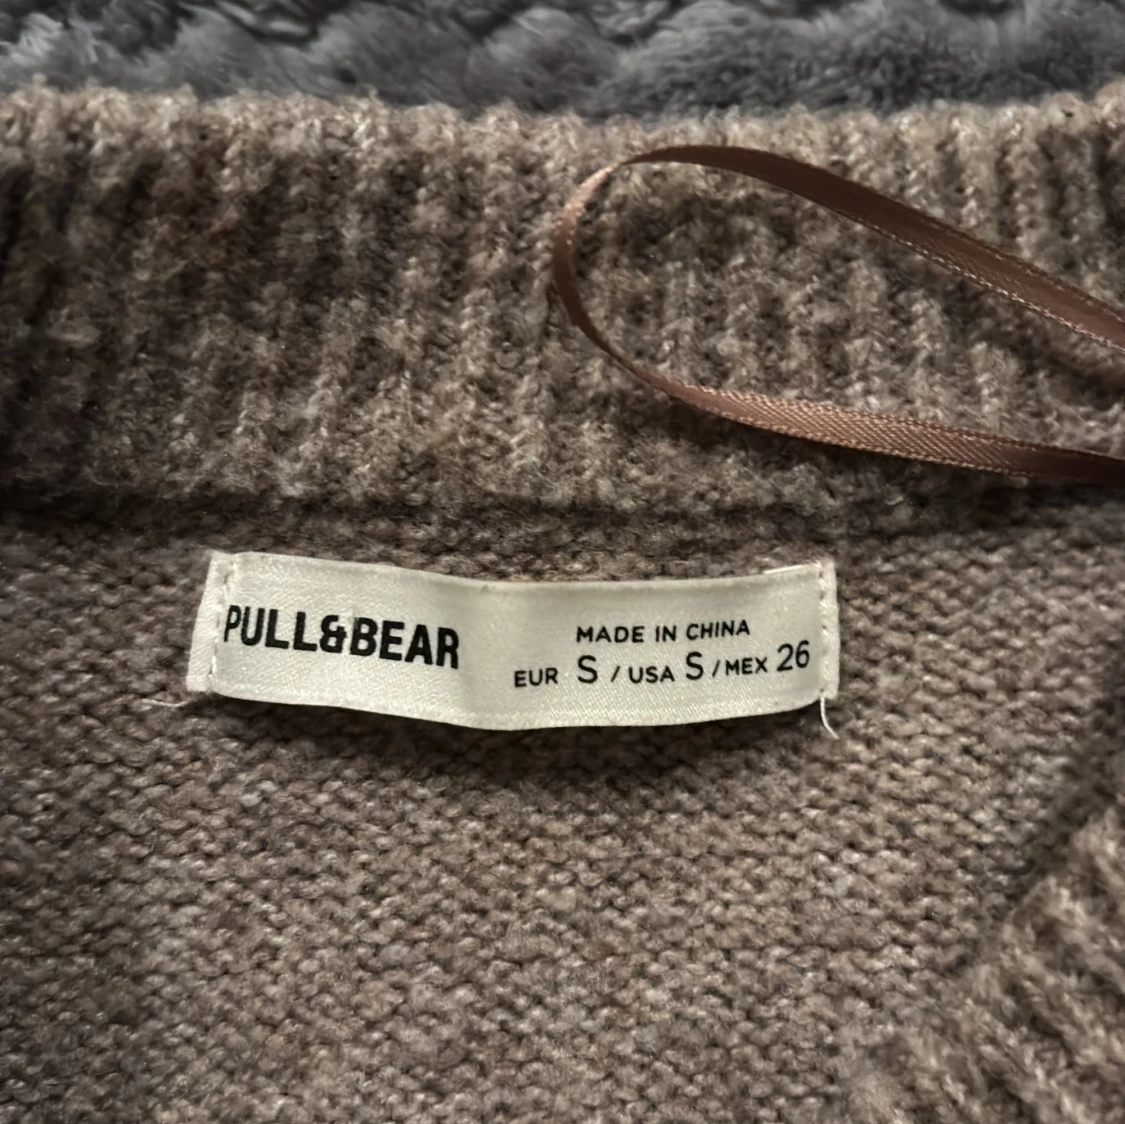 PULL&BEAR
MADE IN CHINA
EUR S / USA S / MEX 26